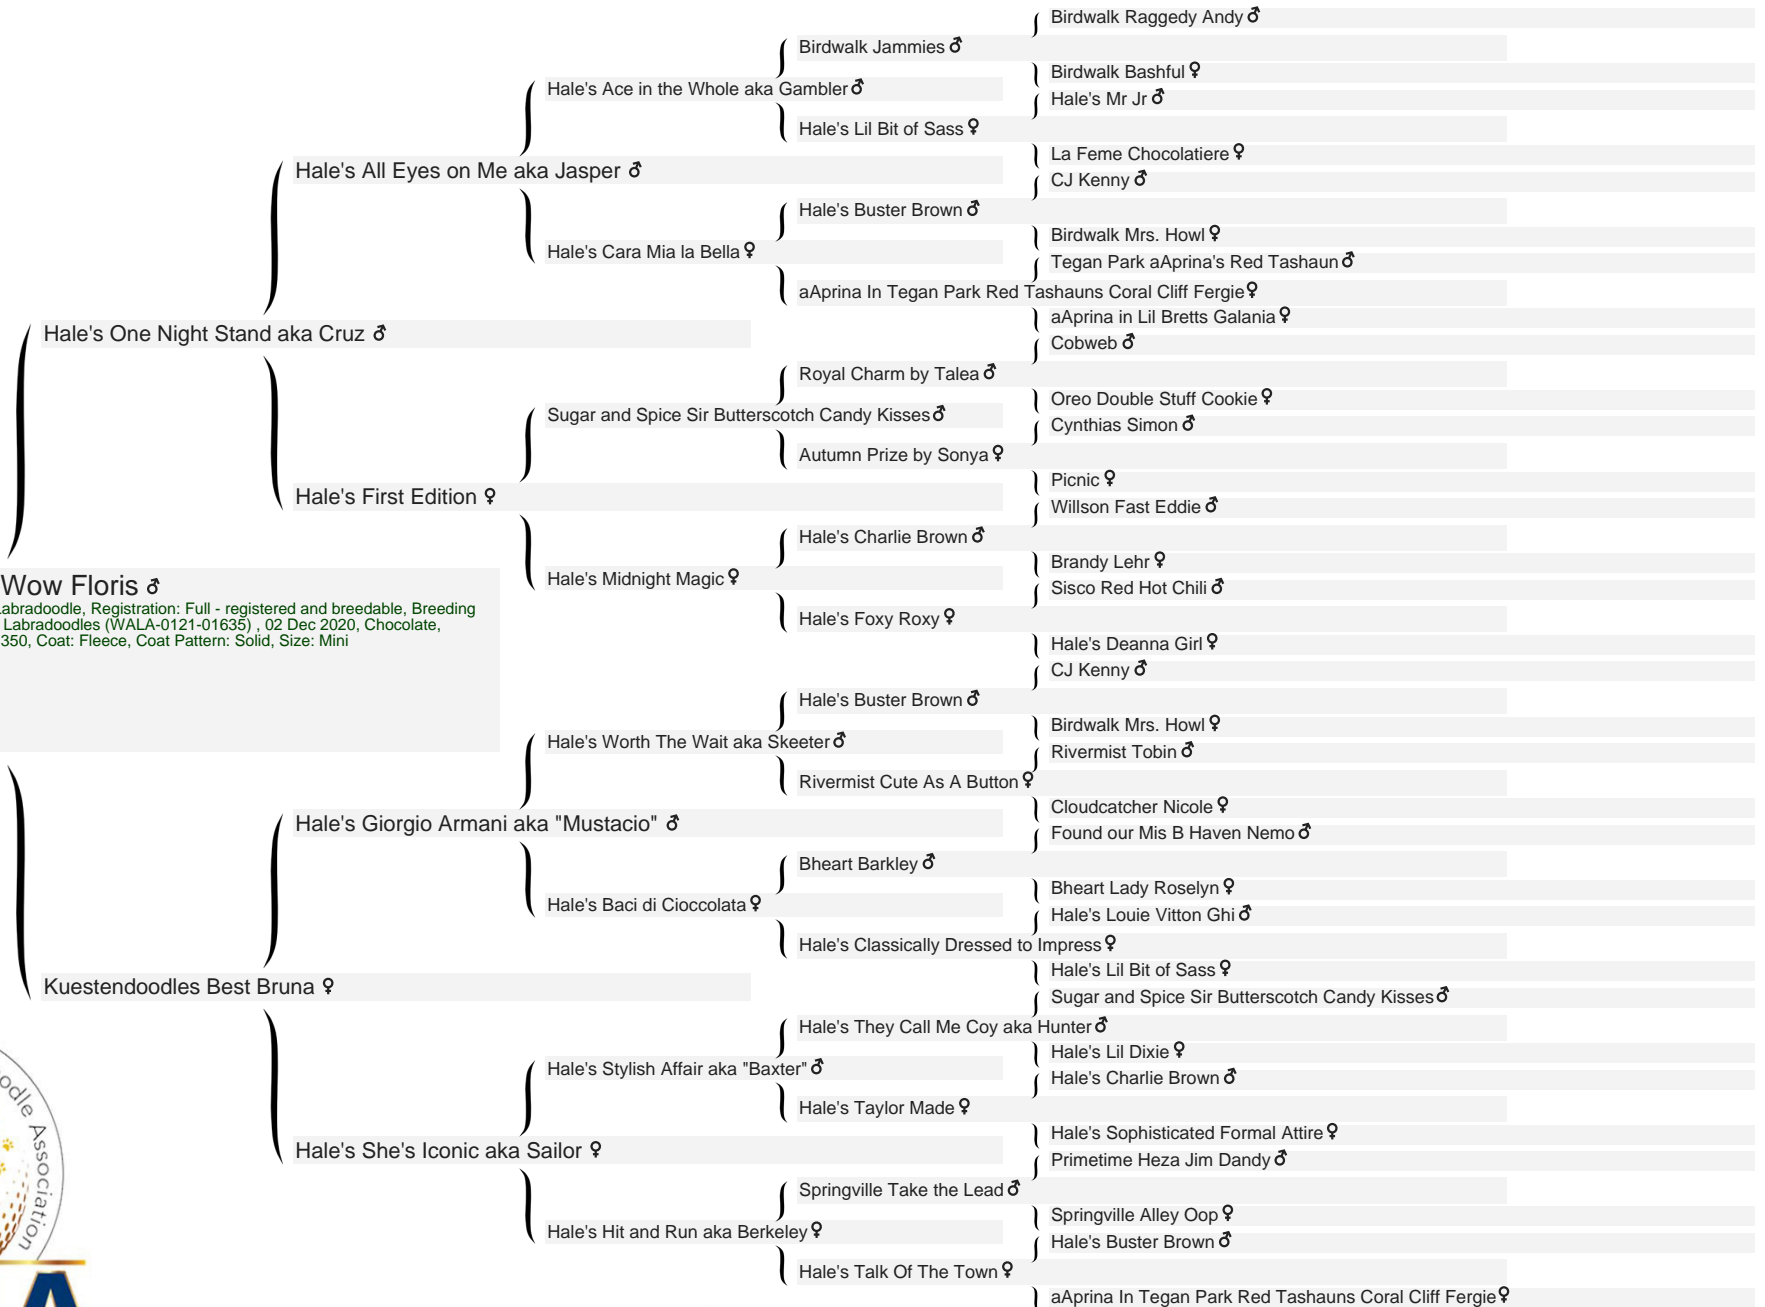 Birdwalk Raggedy Andy ♂
Birdwalk Jammies ♂
Birdwalk Bashful ♀
Hale's Ace in the Whole aka Gambler ♂
Hale's Mr Jr ♂
Hale's Lil Bit of Sass ♀
La Feme Chocolatiere ♀
Hale's All Eyes on Me aka Jasper ♂
CJ Kenny ♂
Hale's Buster Brown ♂
Birdwalk Mrs. Howl ♀
Hale's Cara Mia la Bella ♀
Tegan Park aAprina's Red Tashaun ♂
aAprina In Tegan Park Red Tashauns Coral Cliff Fergie ♀
aAprina in Lil Bretts Galania ♀
Hale's One Night Stand aka Cruz ♂
Cobweb ♂
Royal Charm by Talea ♂
Oreo Double Stuff Cookie ♀
Sugar and Spice Sir Butterscotch Candy Kisses ♂
Cynthias Simon ♂
Autumn Prize by Sonya ♀
Picnic ♀
Hale's First Edition ♀
Willson Fast Eddie ♂
Hale's Charlie Brown ♂
Brandy Lehr ♀
Hale's Midnight Magic ♀
Sisco Red Hot Chili ♂
Hale's Foxy Roxy ♀
Hale's Deanna Girl ♀
Wow Floris ♂
abradoodle, Registration: Full - registered and breedable, Breeding
Labradoodles (WALA-0121-01635) , 02 Dec 2020, Chocolate,
350, Coat: Fleece, Coat Pattern: Solid, Size: Mini
CJ Kenny ♂
Hale's Buster Brown ♂
Birdwalk Mrs. Howl ♀
Hale's Worth The Wait aka Skeeter ♂
Rivermist Tobin ♂
Rivermist Cute As A Button ♀
Cloudcatcher Nicole ♀
Hale's Giorgio Armani aka "Mustacio" ♂
Found our Mis B Haven Nemo ♂
Bheart Barkley ♂
Bheart Lady Roselyn ♀
Hale's Baci di Cioccolata ♀
Hale's Louie Vitton Ghi ♂
Hale's Classically Dressed to Impress ♀
Hale's Lil Bit of Sass ♀
Kuestendoodles Best Bruna ♀
Sugar and Spice Sir Butterscotch Candy Kisses ♂
Hale's They Call Me Coy aka Hunter ♂
Hale's Lil Dixie ♀
Hale's Stylish Affair aka "Baxter" ♂
Hale's Charlie Brown ♂
Hale's Taylor Made ♀
Hale's Sophisticated Formal Attire ♀
Hale's She's Iconic aka Sailor ♀
Primetime Heza Jim Dandy ♂
Springville Take the Lead ♂
Springville Alley Oop ♀
Hale's Hit and Run aka Berkeley ♀
Hale's Buster Brown ♂
Hale's Talk Of The Town ♀
aAprina In Tegan Park Red Tashauns Coral Cliff Fergie ♀
odle Association
A